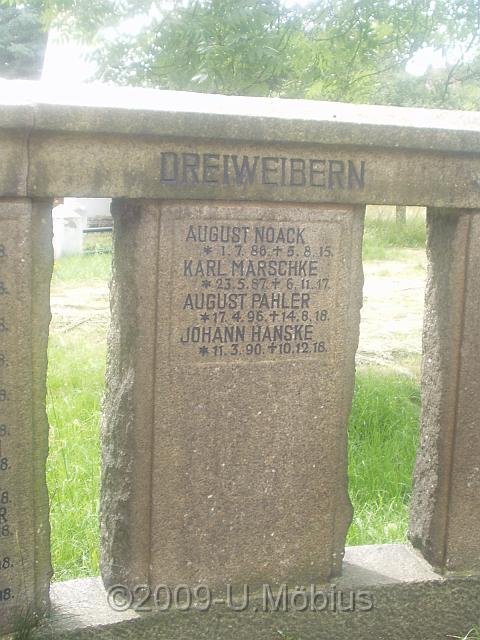 DREIWEIBERN
AUGUST NOACK
* 1.7.86. + 5.8.15.
KARL MARSCHKE
* 23.5.87. + 6.11.17.
AUGUST PAHLER
* 17.4.96. + 14.8.18.
JOHANN HANSKE
* 11.3.90. + 10.12.18.
©2009-U.Möbius